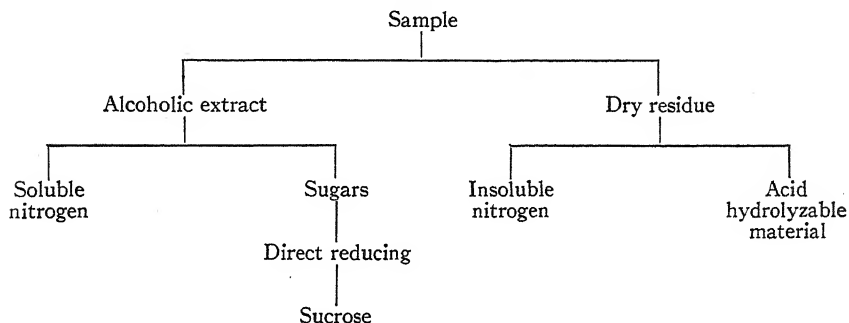 Sample
Alcoholic extract
Dry residue
Soluble
nitrogen
Sugars
Insoluble
nitrogen
Acid
hydrolyzable
material
Direct reducing
Sucrose